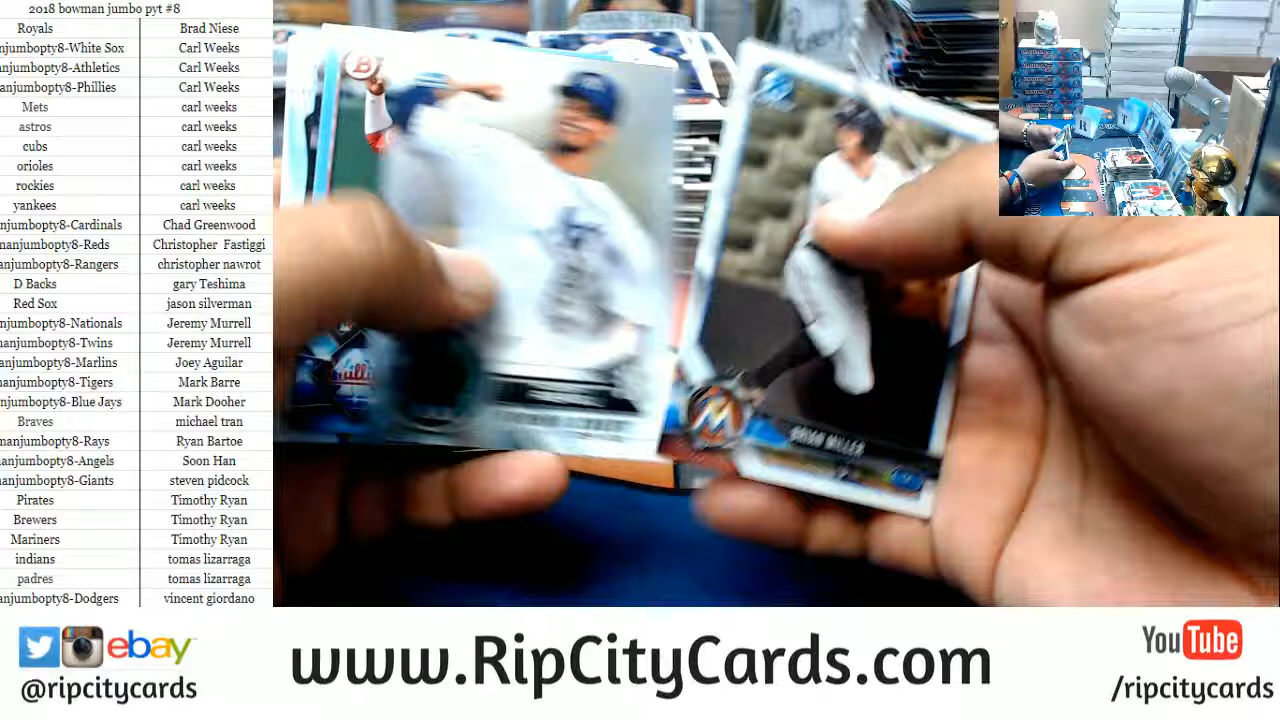 2018 bowman jumbo pyt #8
Royals Brad Niese
anjumbopty8-White Sox Carl Weeks
anjumbopty8-Athletics Carl Weeks
anjumbopty8-Phillies Carl Weeks
Mets carl weeks
astros carl weeks
cubs carl weeks
orioles carl weeks
rockies carl weeks
yankees carl weeks
njumbopty8-Cardinals Chad Greenwood
manjumbopty8-Reds Christopher Fastiggi
anjumbopty8-Rangers christopher nawrot
D Backs gary Teshima
Red Sox jason silverman
njumbopty8-Nationals Jeremy Murrell
manjumbopty8-Twins Jeremy Murrell
anjumbopty8-Marlins Joey Aguilar
manjumbopty8-Tigers Mark Barre
njumbopty8-Blue Jays Mark Dooher
Braves michael tran
manjumbopty8-Rays Ryan Bartoe
anjumbopty8-Angels Soon Han
anjumbopty8-Giants steven pidcock
Pirates Timothy Ryan
Brewers Timothy Ryan
Mariners Timothy Ryan
indians tomas lizarraga
padres tomas lizarraga
anjumbopty8-Dodgers vincent giordano
B
M
BRIAN MILLER
ebay
@ripcitycards
www.RipCityCards.com
YouTube
/ripcitycards